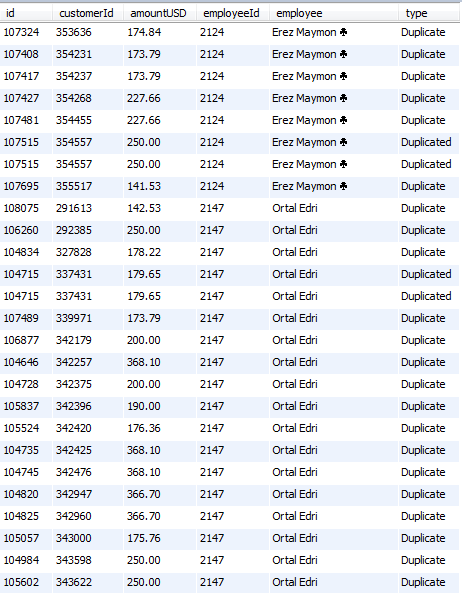 id customerId amountUSD employeeId employee type
107324 353636 174.84 2124 Erez Maymon ♣ Duplicate
107408 354231 173.79 2124 Erez Maymon ♣ Duplicate
107417 354237 173.79 2124 Erez Maymon ♣ Duplicate
107427 354268 227.66 2124 Erez Maymon ♣ Duplicate
107481 354455 227.66 2124 Erez Maymon ♣ Duplicate
107515 354557 250.00 2124 Erez Maymon ♣ Duplicated
107515 354557 250.00 2124 Erez Maymon ♣ Duplicated
107695 355517 141.53 2124 Erez Maymon ♣ Duplicate
108075 291613 142.53 2147 Ortal Edri Duplicate
106260 292385 250.00 2147 Ortal Edri Duplicate
104834 327828 178.22 2147 Ortal Edri Duplicate
104715 337431 179.65 2147 Ortal Edri Duplicated
104715 337431 179.65 2147 Ortal Edri Duplicated
107489 339971 173.79 2147 Ortal Edri Duplicate
106877 342179 200.00 2147 Ortal Edri Duplicate
104646 342257 368.10 2147 Ortal Edri Duplicate
104728 342375 200.00 2147 Ortal Edri Duplicate
105837 342396 190.00 2147 Ortal Edri Duplicate
105524 342420 176.36 2147 Ortal Edri Duplicate
104735 342425 368.10 2147 Ortal Edri Duplicate
104745 342476 368.10 2147 Ortal Edri Duplicate
104820 342947 366.70 2147 Ortal Edri Duplicate
104825 342960 366.70 2147 Ortal Edri Duplicate
105057 343000 175.76 2147 Ortal Edri Duplicate
104984 343598 250.00 2147 Ortal Edri Duplicate
105602 343622 250.00 2147 Ortal Edri Duplicate